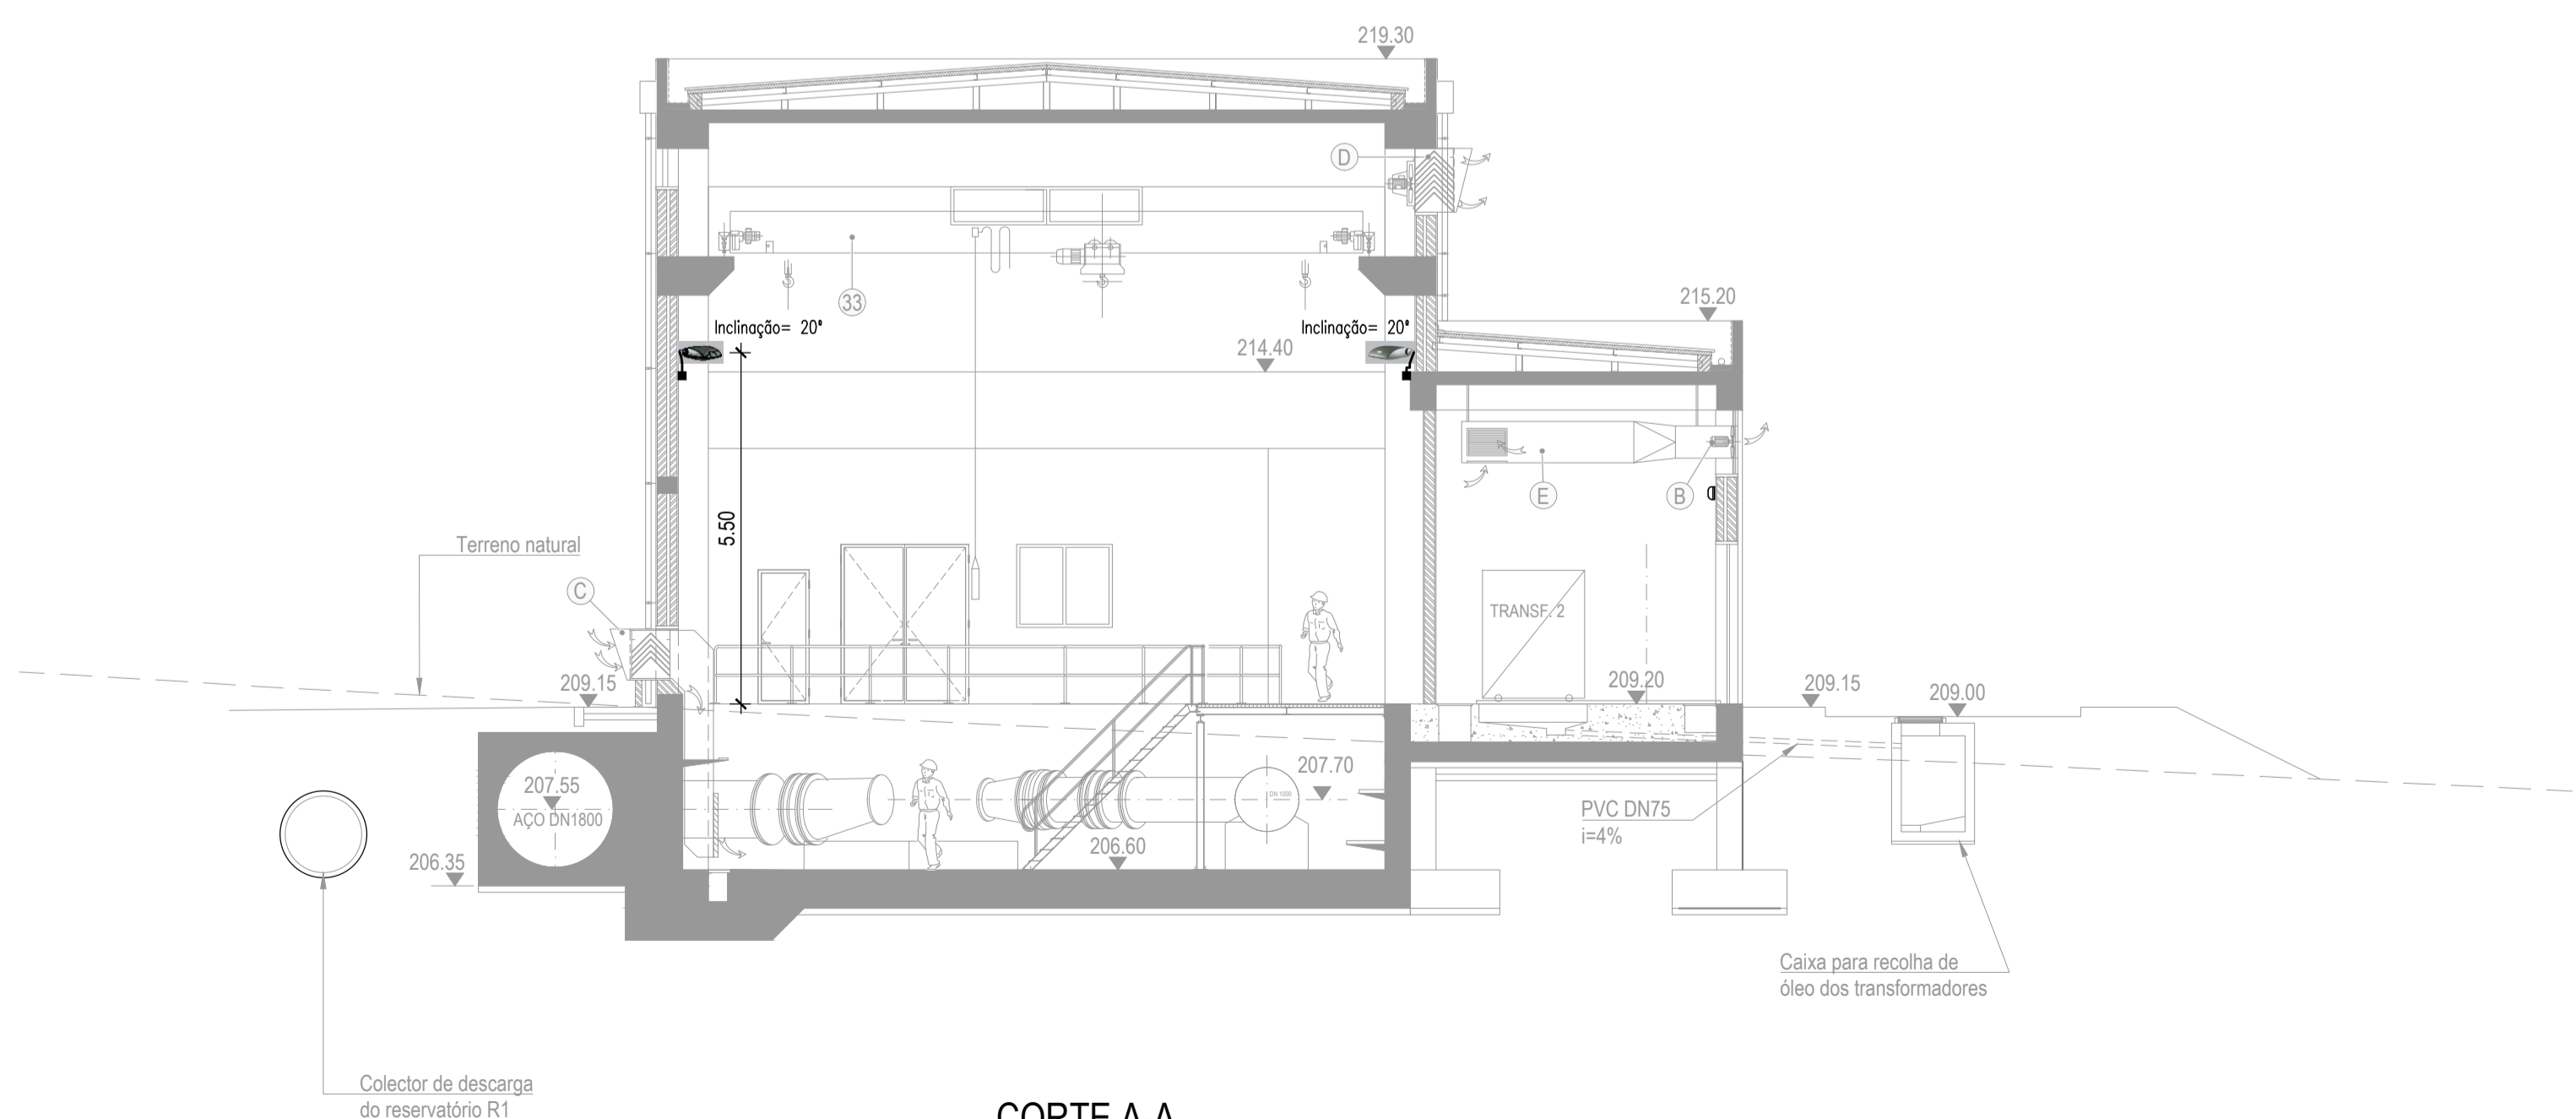 219.30
D
33
215.20
Inclinação= 20°
Inclinação= 20°
214.40
E
B
5.50
Terreno natural
C
TRANSF. 2
209.15
209.20
209.15
209.00
207.55
AÇO DN1800
207.70
DN 1000
PVC DN75
i=4%
206.35
206.60
Caixa para recolha de
óleo dos transformadores
Colector de descarga
do reservatório R1
CORTE A-A